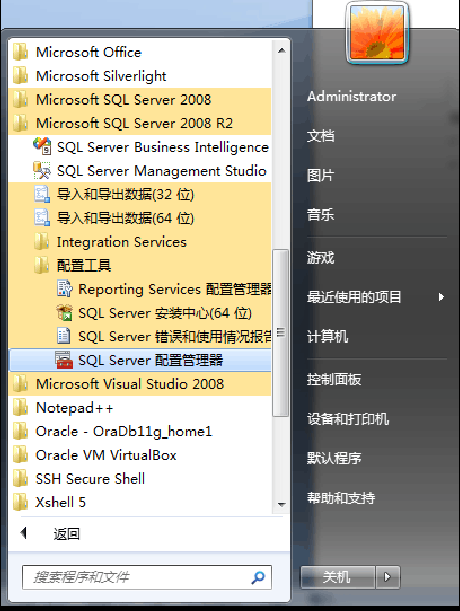 Microsoft Office
Microsoft Silverlight
Microsoft SQL Server 2008
Microsoft SQL Server 2008 R2
SQL Server Business Intelligence
SQL Server Management Studio
导入和导出数据(32 位)
导入和导出数据(64 位)
Integration Services
配置工具
Reporting Services 配置管理器
SQL Server 安装中心(64 位)
SQL Server 错误和使用情况报告
SQL Server 配置管理器
Microsoft Visual Studio 2008
Notepad++
Oracle - OraDb11g_home1
Oracle VM VirtualBox
SSH Secure Shell
Xshell 5
返回
搜索程序和文件
Administrator
文档
图片
音乐
游戏
最近使用的项目
计算机
控制面板
设备和打印机
默认程序
帮助和支持
关机